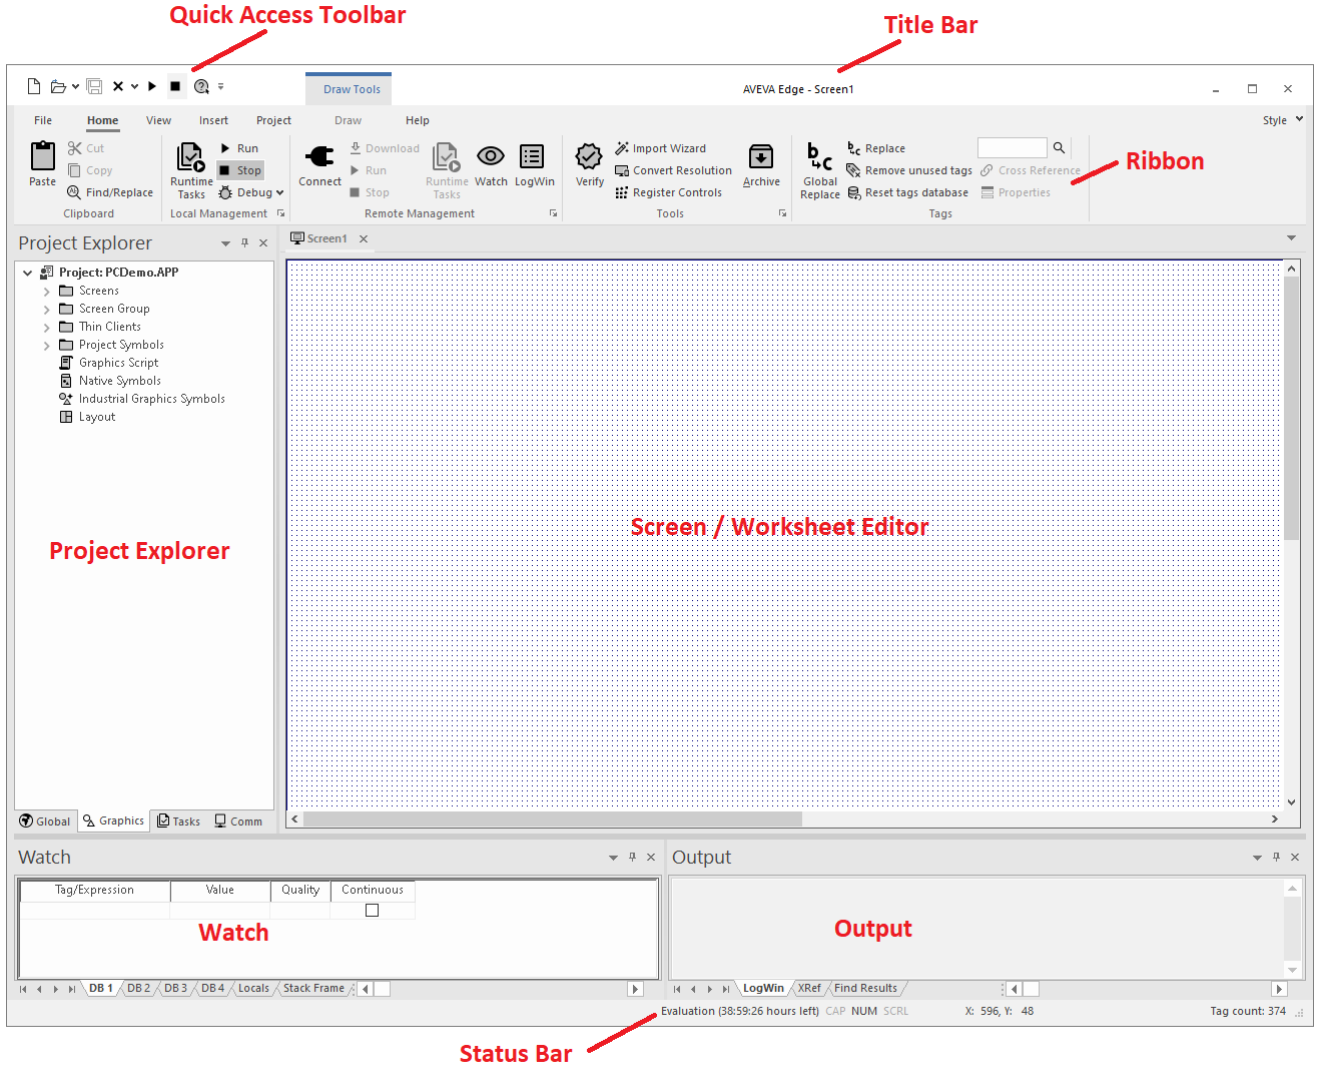 Quick Access Toolbar
Title Bar
Draw Tools
AVEVA Edge - Screen1
File Home View Insert Project Draw Help Style
Paste
Cut
Copy
Find/Replace
Clipboard
Runtime Tasks
Run
Stop
Debug
Local Management
Connect
Download
Run
Stop
Runtime Tasks
Watch
LogWin
Remote Management
Verify
Import Wizard
Convert Resolution
Register Controls
Archive
Tools
Global Replace
Replace
Remove unused tags
Reset tags database
Cross Reference
Properties
Tags
Ribbon
Project Explorer
Screen1
Project: PCDemo.APP
Screens
Screen Group
Thin Clients
Project Symbols
Graphics Script
Native Symbols
Industrial Graphics Symbols
Layout
Project Explorer
Screen / Worksheet Editor
Global Graphics Tasks Comm
Watch
Tag/Expression Value Quality Continuous
Watch
DB 1 DB 2 DB 3 DB 4 Locals Stack Frame
Output
Output
LogWin XRef Find Results
Evaluation (38:59:26 hours left) CAP NUM SCRL X: 596, Y: 48 Tag count: 374
Status Bar